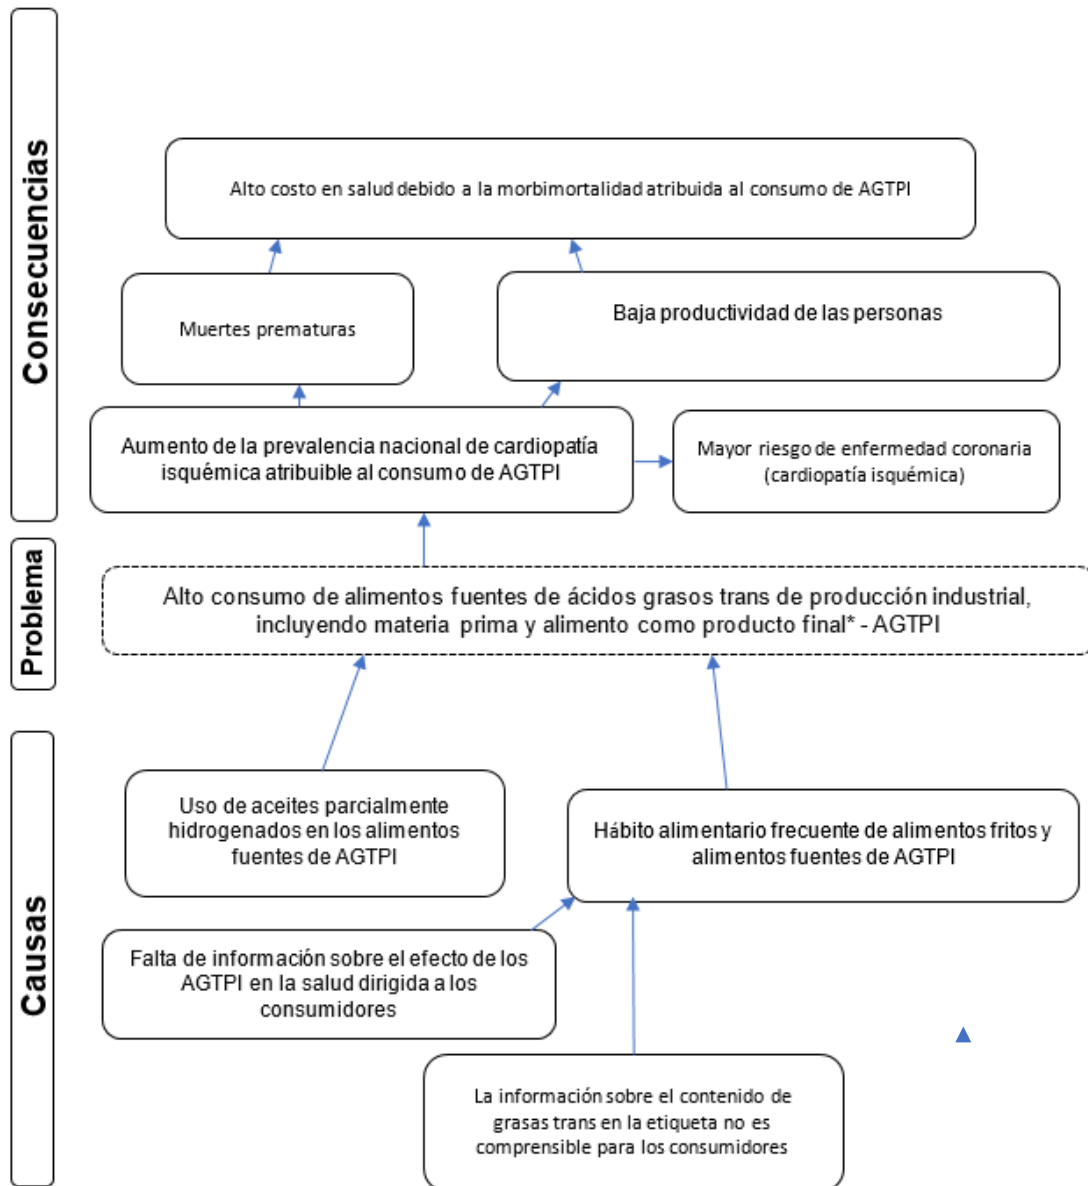 Consecuencias
Alto costo en salud debido a la morbimortalidad atribuida al consumo de AGTPI
Muertes prematuras
Baja productividad de las personas
Aumento de la prevalencia nacional de cardiopatía
isquémica atribuible al consumo de AGTPI
Mayor riesgo de enfermedad coronaria
(cardiopatía isquémica)
Problema
Alto consumo de alimentos fuentes de ácidos grasos trans de producción industrial,
incluyendo materia prima y alimento como producto final* - AGTPI
Causas
Uso de aceites parcialmente
hidrogenados en los alimentos
fuentes de AGTPI
Hábito alimentario frecuente de alimentos fritos y
alimentos fuentes de AGTPI
Falta de información sobre el efecto de los
AGTPI en la salud dirigida a los
consumidores
La información sobre el contenido de
grasas trans en la etiqueta no es
comprensible para los consumidores